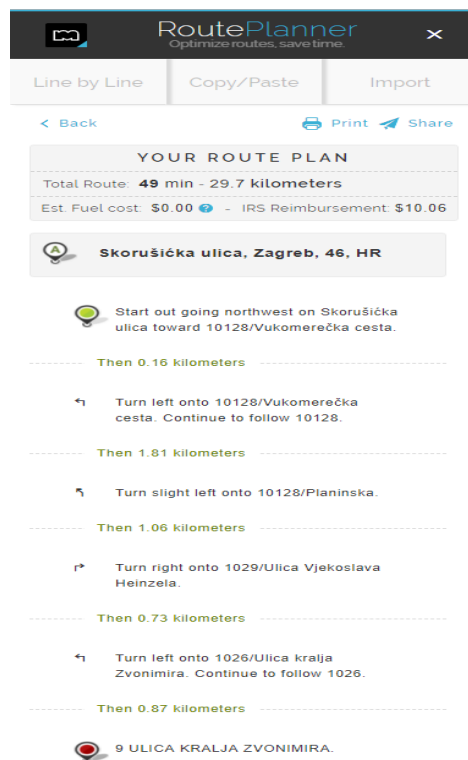 RoutePlanner
Optimize routes, save time.
Line by Line
Copy/Paste
Import
< Back
Print
Share
YOUR ROUTE PLAN
Total Route: 49 min - 29.7 kilometers
Est. Fuel cost: $0.00 ? - IRS Reimbursement: $10.06
A
Skorušićka ulica, Zagreb, 46, HR
Start out going northwest on Skorušićka
ulica toward 10128/Vukomerečka cesta.
Then 0.16 kilometers
Turn left onto 10128/Vukomerečka
cesta. Continue to follow 10128.
Then 1.81 kilometers
Turn slight left onto 10128/Planinska.
Then 1.06 kilometers
Turn right onto 1029/Ulica Vjekoslava
Heinzela.
Then 0.73 kilometers
Turn left onto 1026/Ulica kralja
Zvonimira. Continue to follow 1026.
Then 0.87 kilometers
9 ULICA KRALJA ZVONIMIRA.